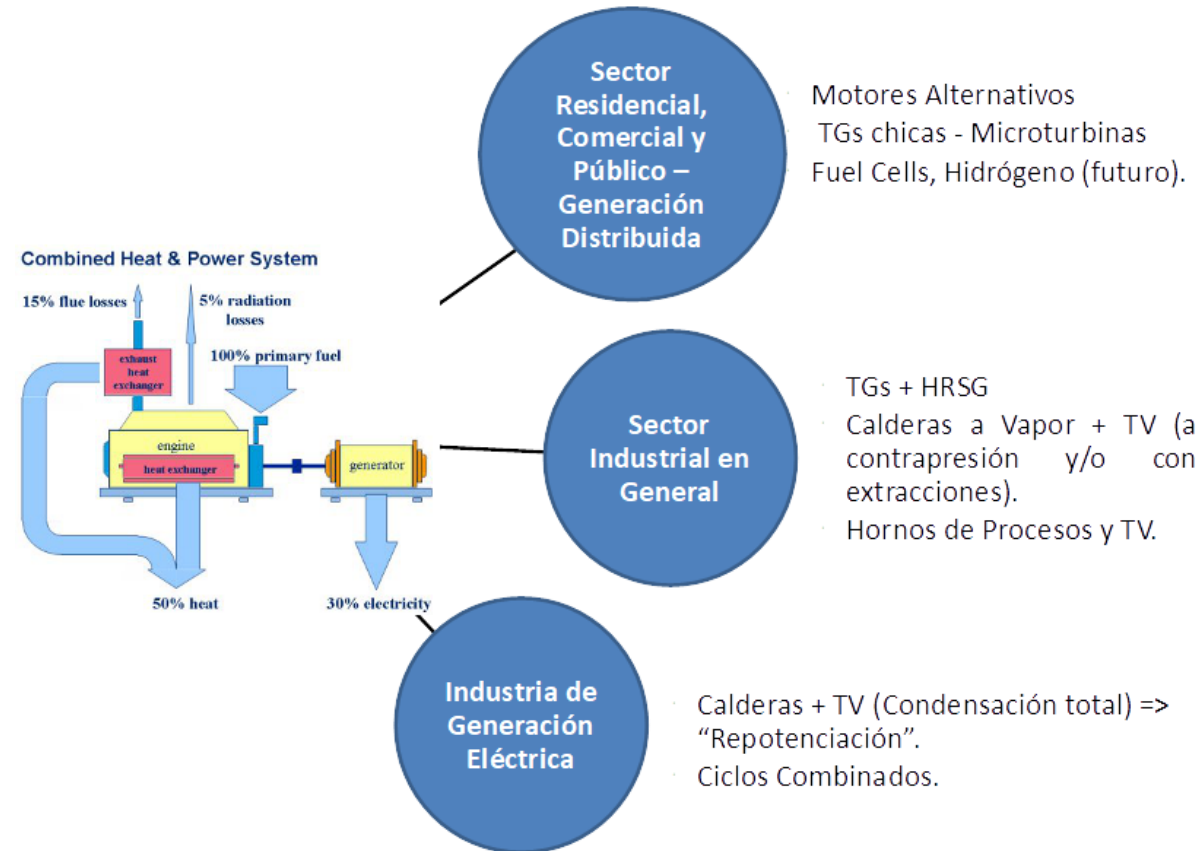 Sector
Residencial,
Comercial y
Público –
Generación
Distribuida
Motores Alternativos
TGs chicas - Microturbinas
Fuel Cells, Hidrógeno (futuro).
Combined Heat & Power System
15% flue losses
5% radiation
losses
100% primary fuel
exhaust
heat
exchanger
engine
heat exchanger
generator
50% heat
30% electricity
Sector
Industrial en
General
TGs + HRSG
Calderas a Vapor + TV (a
contrapresión y/o con
extracciones).
Hornos de Procesos y TV.
Industria de
Generación
Eléctrica
Calderas + TV (Condensación total) =>
“Repotenciación”.
Ciclos Combinados.